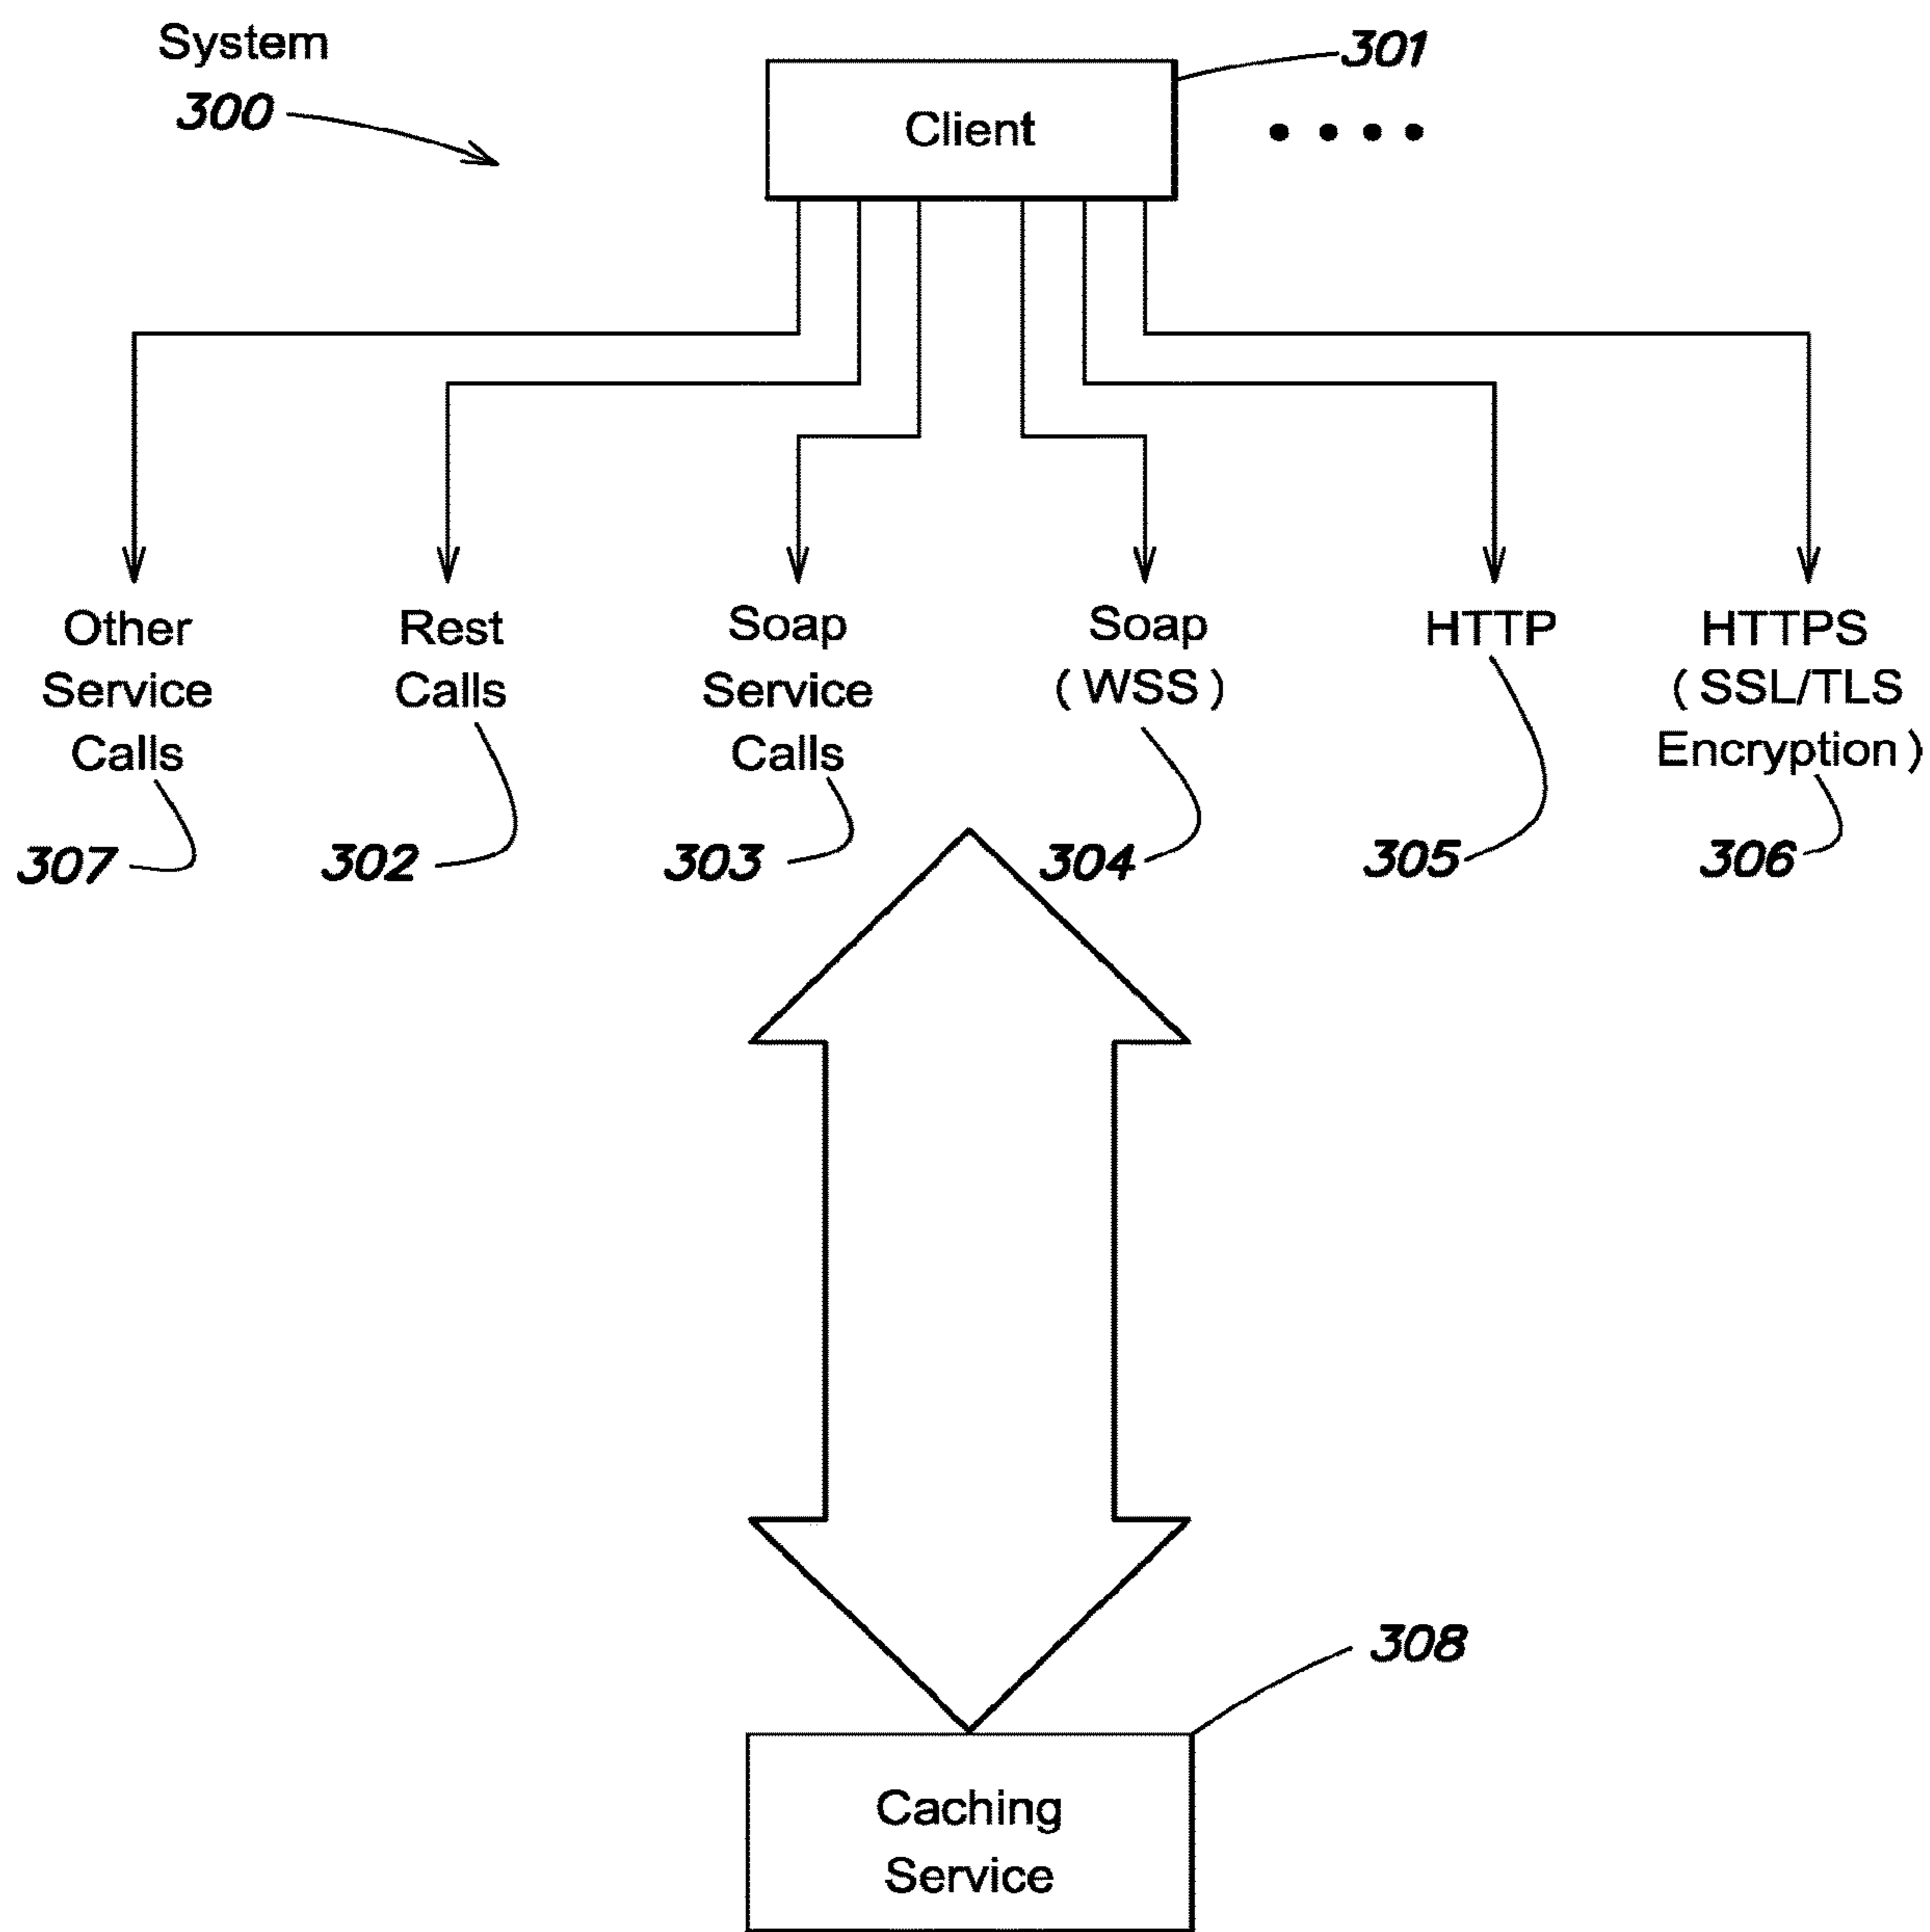 System
300
301
Client
Other
Service
Calls
307
Rest
Calls
302
Soap
Service
Calls
303
Soap
( WSS )
304
HTTP
305
HTTPS
( SSL/TLS
Encryption )
306
308
Caching
Service